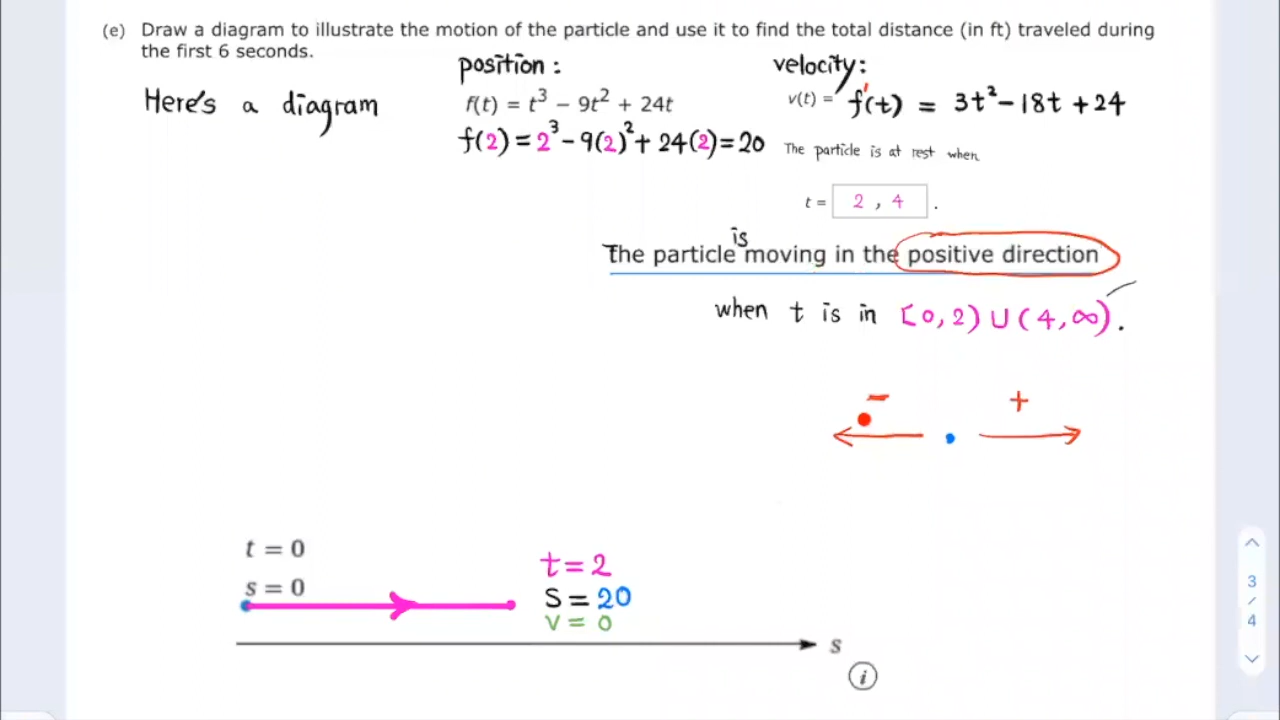 (e) Draw a diagram to illustrate the motion of the particle and use it to find the total distance (in ft) traveled during
the first 6 seconds.
Here's a diagram
position :
f(t) = t³ − 9t² + 24t
f(2) = 2³ − 9(2)² + 24(2) = 20
velocity :
v(t) = f'(t) = 3t² − 18t + 24
The particle is at rest when
t = 2 , 4 .
The particle is moving in the positive direction
when t is in [0, 2) U (4, ∞) .
− +
t = 0
s = 0
t = 2
S = 20
V = 0
s
i
3
/
4